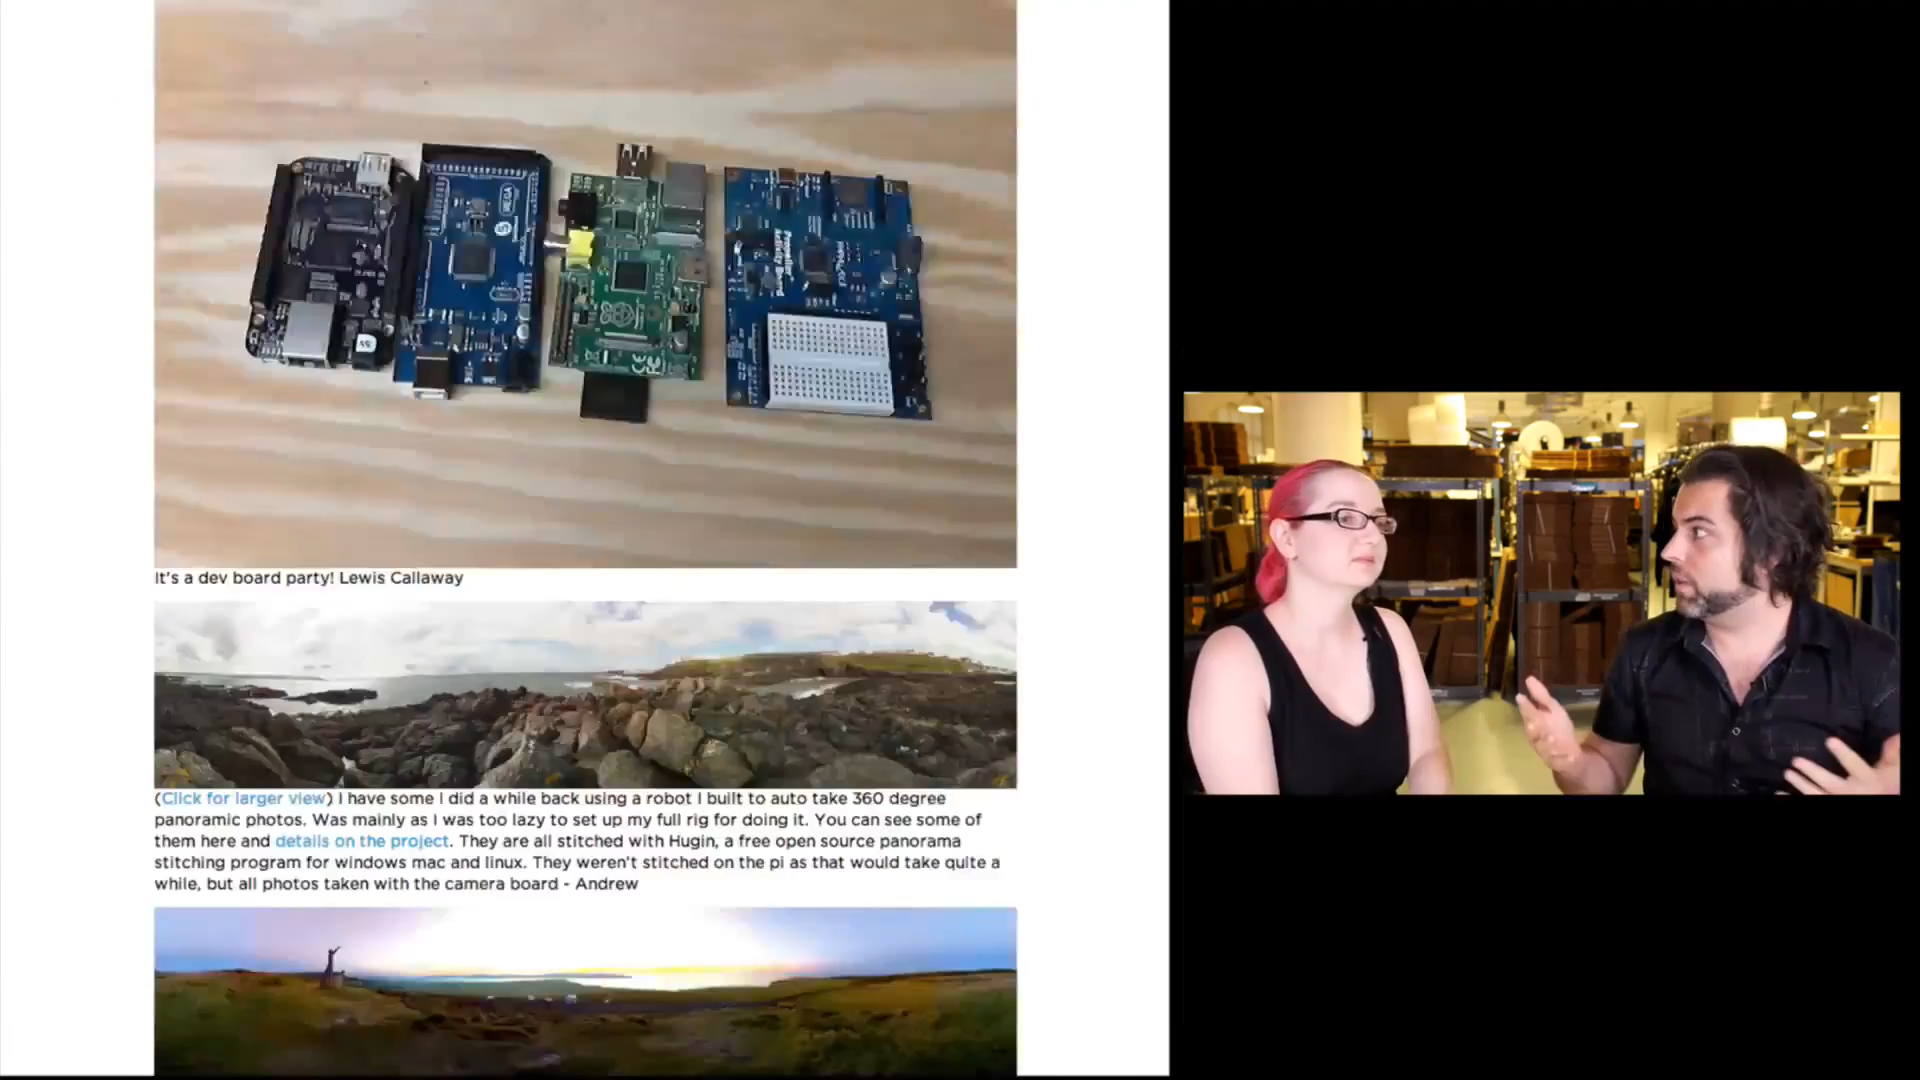 MEGA
Propeller
Activity Board
It's a dev board party! Lewis Callaway
(Click for larger view) I have some I did a while back using a robot I built to auto take 360 degree
panoramic photos. Was mainly as I was too lazy to set up my full rig for doing it. You can see some of
them here and details on the project. They are all stitched with Hugin, a free open source panorama
stitching program for windows mac and linux. They weren't stitched on the pi as that would take quite a
while, but all photos taken with the camera board - Andrew